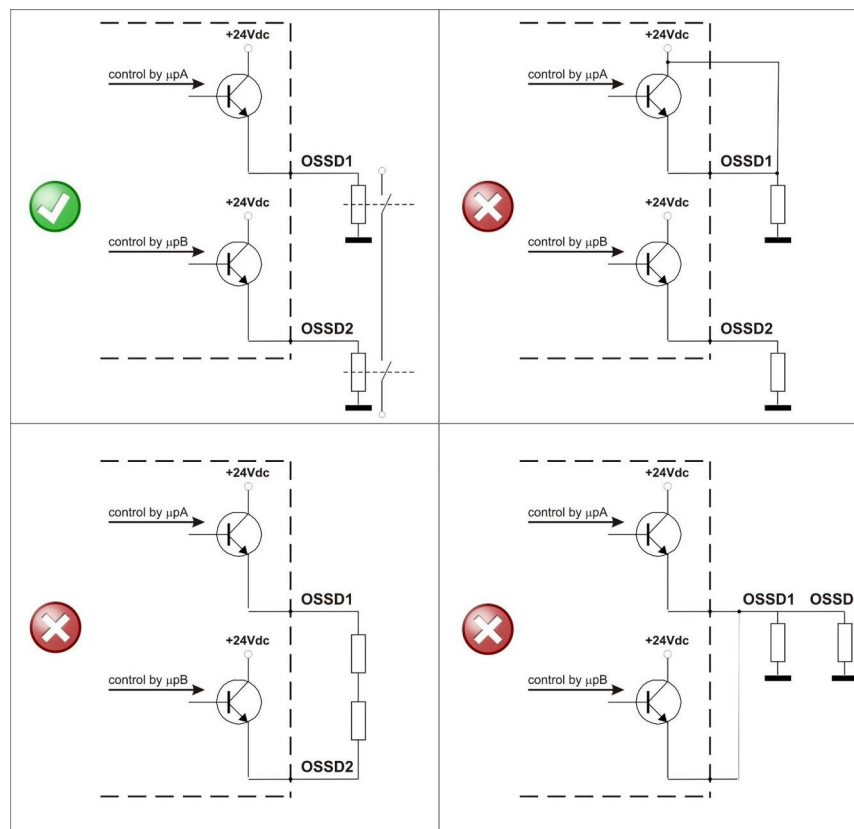 +24Vdc
control by μpA
OSSD1
+24Vdc
control by μpB
OSSD2
+24Vdc
control by μpA
OSSD1
+24Vdc
control by μpB
OSSD2
+24Vdc
control by μpA
OSSD1
+24Vdc
control by μpB
OSSD2
+24Vdc
control by μpA
OSSD1 OSSD
+24Vdc
control by μpB